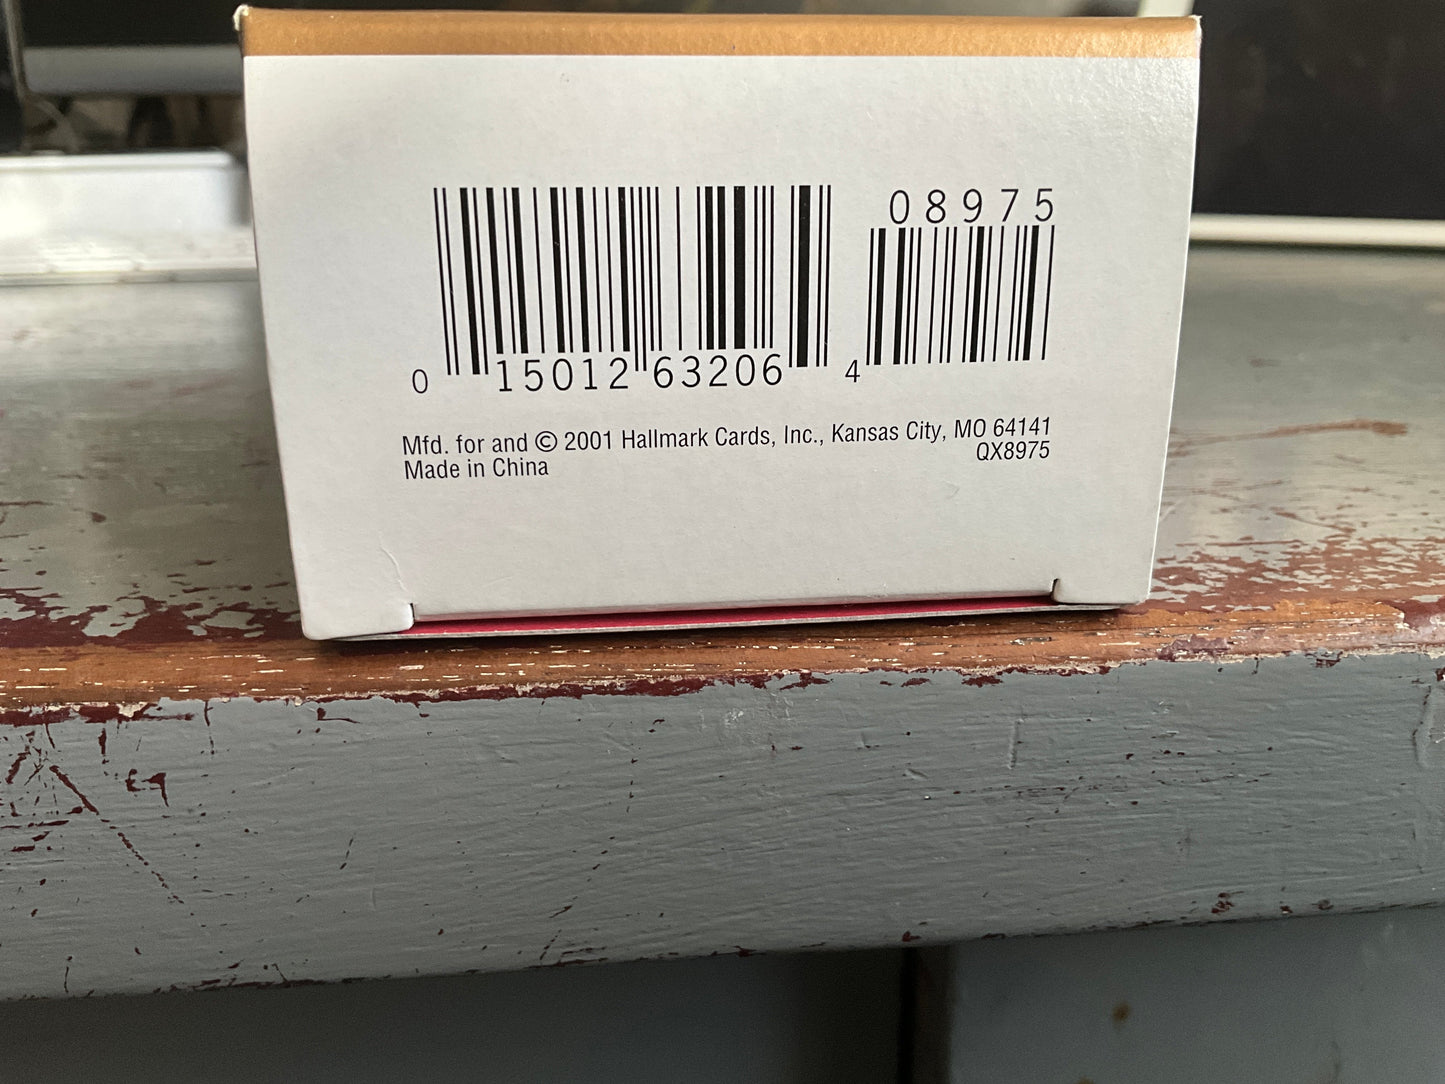 08975
0 15012 63206 4
Mfd. for and © 2001 Hallmark Cards, Inc., Kansas City, MO 64141
QX8975
Made in China